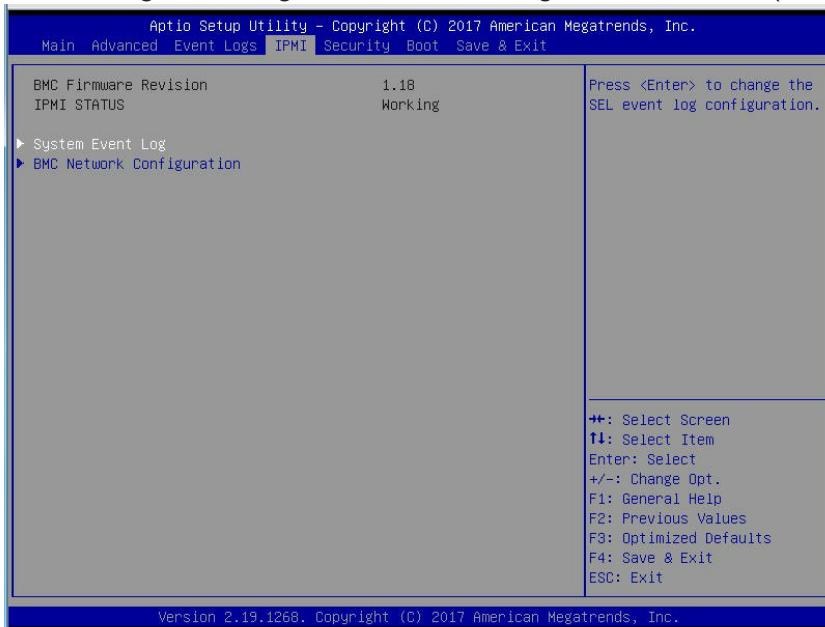 Aptio Setup Utility – Copyright (C) 2017 American Megatrends, Inc.
Main Advanced Event Logs IPMI Security Boot Save & Exit
BMC Firmware Revision 1.18
IPMI STATUS Working
System Event Log
BMC Network Configuration
Press <Enter> to change the
SEL event log configuration.
→←: Select Screen
↑↓: Select Item
Enter: Select
+/-: Change Opt.
F1: General Help
F2: Previous Values
F3: Optimized Defaults
F4: Save & Exit
ESC: Exit
Version 2.19.1268. Copyright (C) 2017 American Megatrends, Inc.